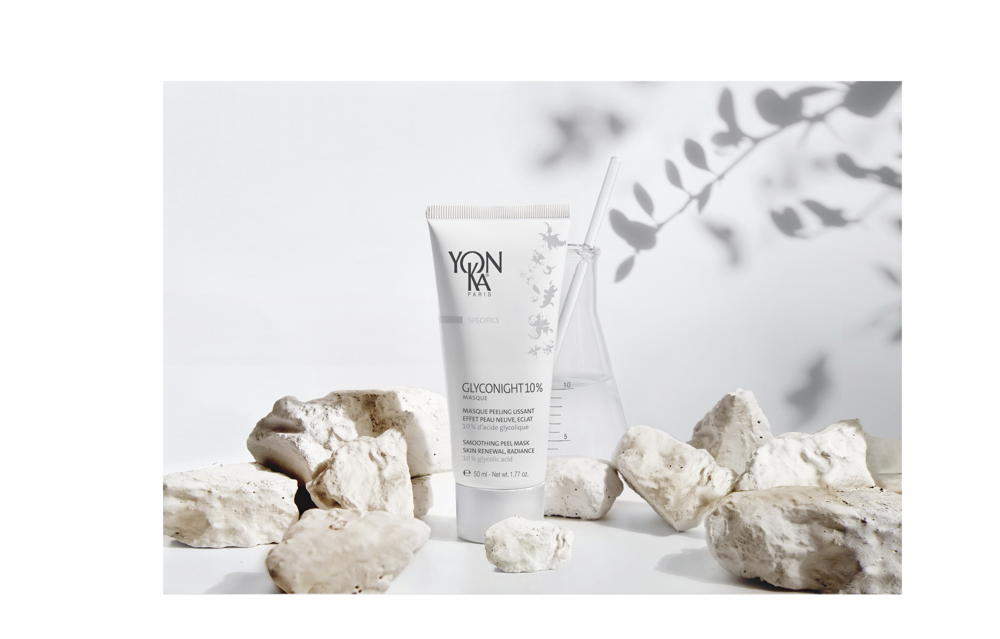 YON
KA®
PARIS
SPECIFICS
GLYCONIGHT 10%
MASQUE
MASQUE PEELING LISSANT
EFFET PEAU NEUVE, ECLAT
10% d'acide glycolique
SMOOTHING PEEL MASK
SKIN RENEWAL, RADIANCE
10% glycolic acid
℮ 50 ml - Net wt. 1.77 oz.
10
5